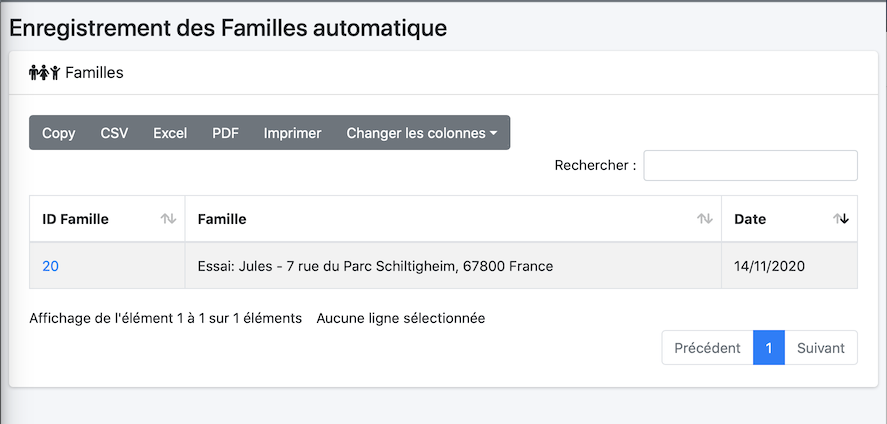 Enregistrement des Familles automatique
Familles
Copy CSV Excel PDF Imprimer Changer les colonnes
Rechercher :
ID Famille Famille Date
20 Essai: Jules - 7 rue du Parc Schiltigheim, 67800 France 14/11/2020
Affichage de l'élément 1 à 1 sur 1 éléments Aucune ligne sélectionnée
Précédent 1 Suivant